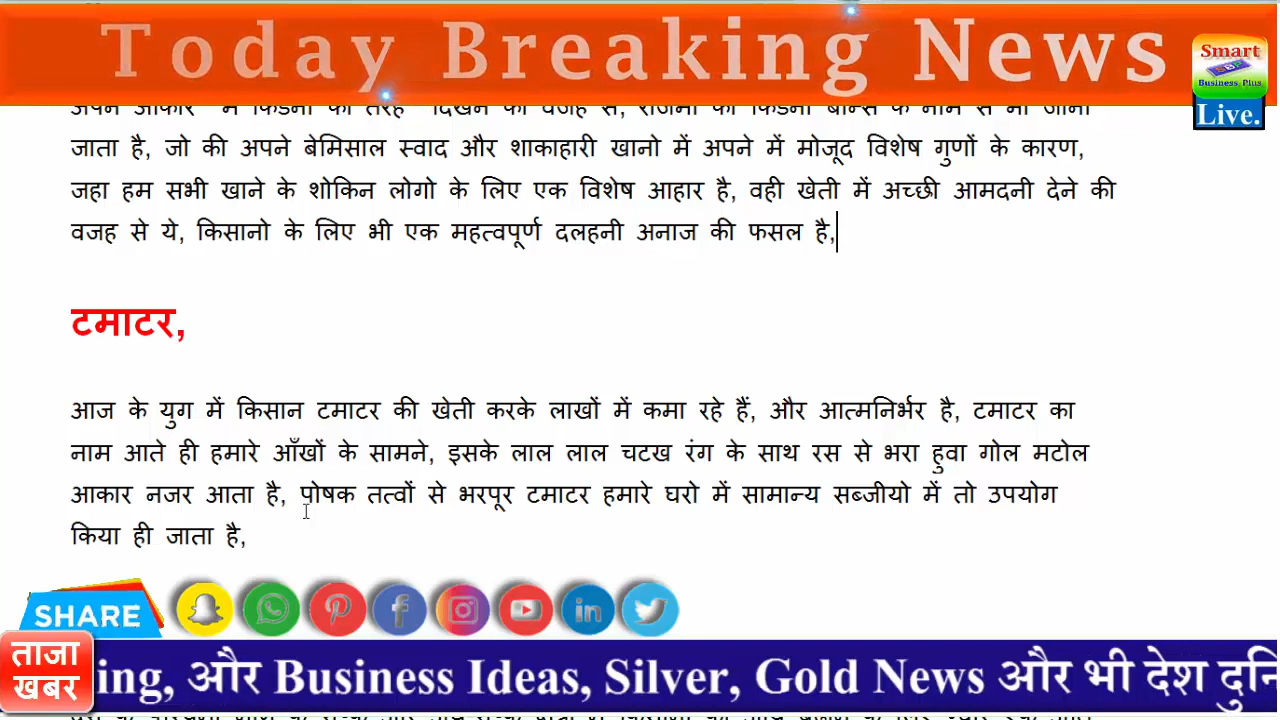 Today Breaking News
Smart
Business Plus
Live.
जाता है, जो की अपने बेमिसाल स्वाद और शाकाहारी खानो में अपने में मोजूद विशेष गुणों के कारण,
जहा हम सभी खाने के शोकिन लोगो के लिए एक विशेष आहार है, वही खेती में अच्छी आमदनी देने की
वजह से ये, किसानो के लिए भी एक महत्वपूर्ण दलहनी अनाज की फसल है,
टमाटर,
आज के युग में किसान टमाटर की खेती करके लाखों में कमा रहे हैं, और आत्मनिर्भर है, टमाटर का
नाम आते ही हमारे आँखों के सामने, इसके लाल लाल चटख रंग के साथ रस से भरा हुवा गोल मटोल
आकार नजर आता है, पोषक तत्वों से भरपूर टमाटर हमारे घरो में सामान्य सब्जीयो में तो उपयोग
किया ही जाता है,
SHARE
ताजा
खबर
ing, और Business Ideas, Silver, Gold News और भी देश दुनि